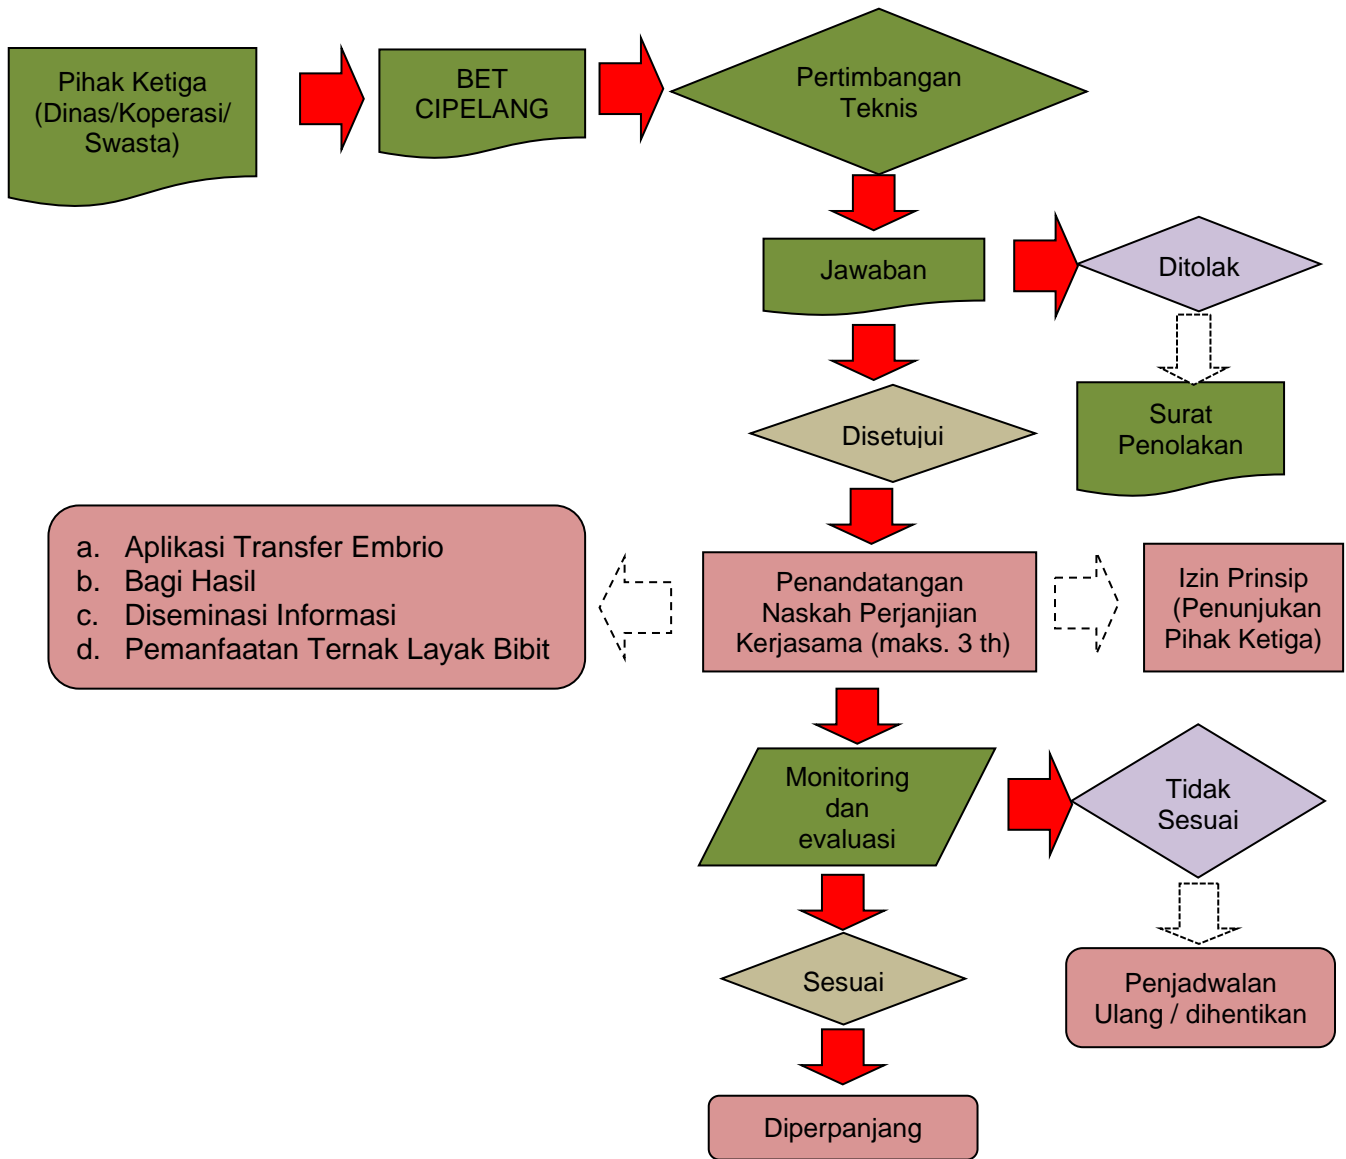 Pihak Ketiga
(Dinas/Koperasi/
Swasta)
BET
CIPELANG
Pertimbangan
Teknis
Jawaban
Ditolak
Surat
Penolakan
Disetujui
a. Aplikasi Transfer Embrio
b. Bagi Hasil
c. Diseminasi Informasi
d. Pemanfaatan Ternak Layak Bibit
Penandatangan
Naskah Perjanjian
Kerjasama (maks. 3 th)
Izin Prinsip
(Penunjukan
Pihak Ketiga)
Monitoring
dan
evaluasi
Tidak
Sesuai
Sesuai
Penjadwalan
Ulang / dihentikan
Diperpanjang